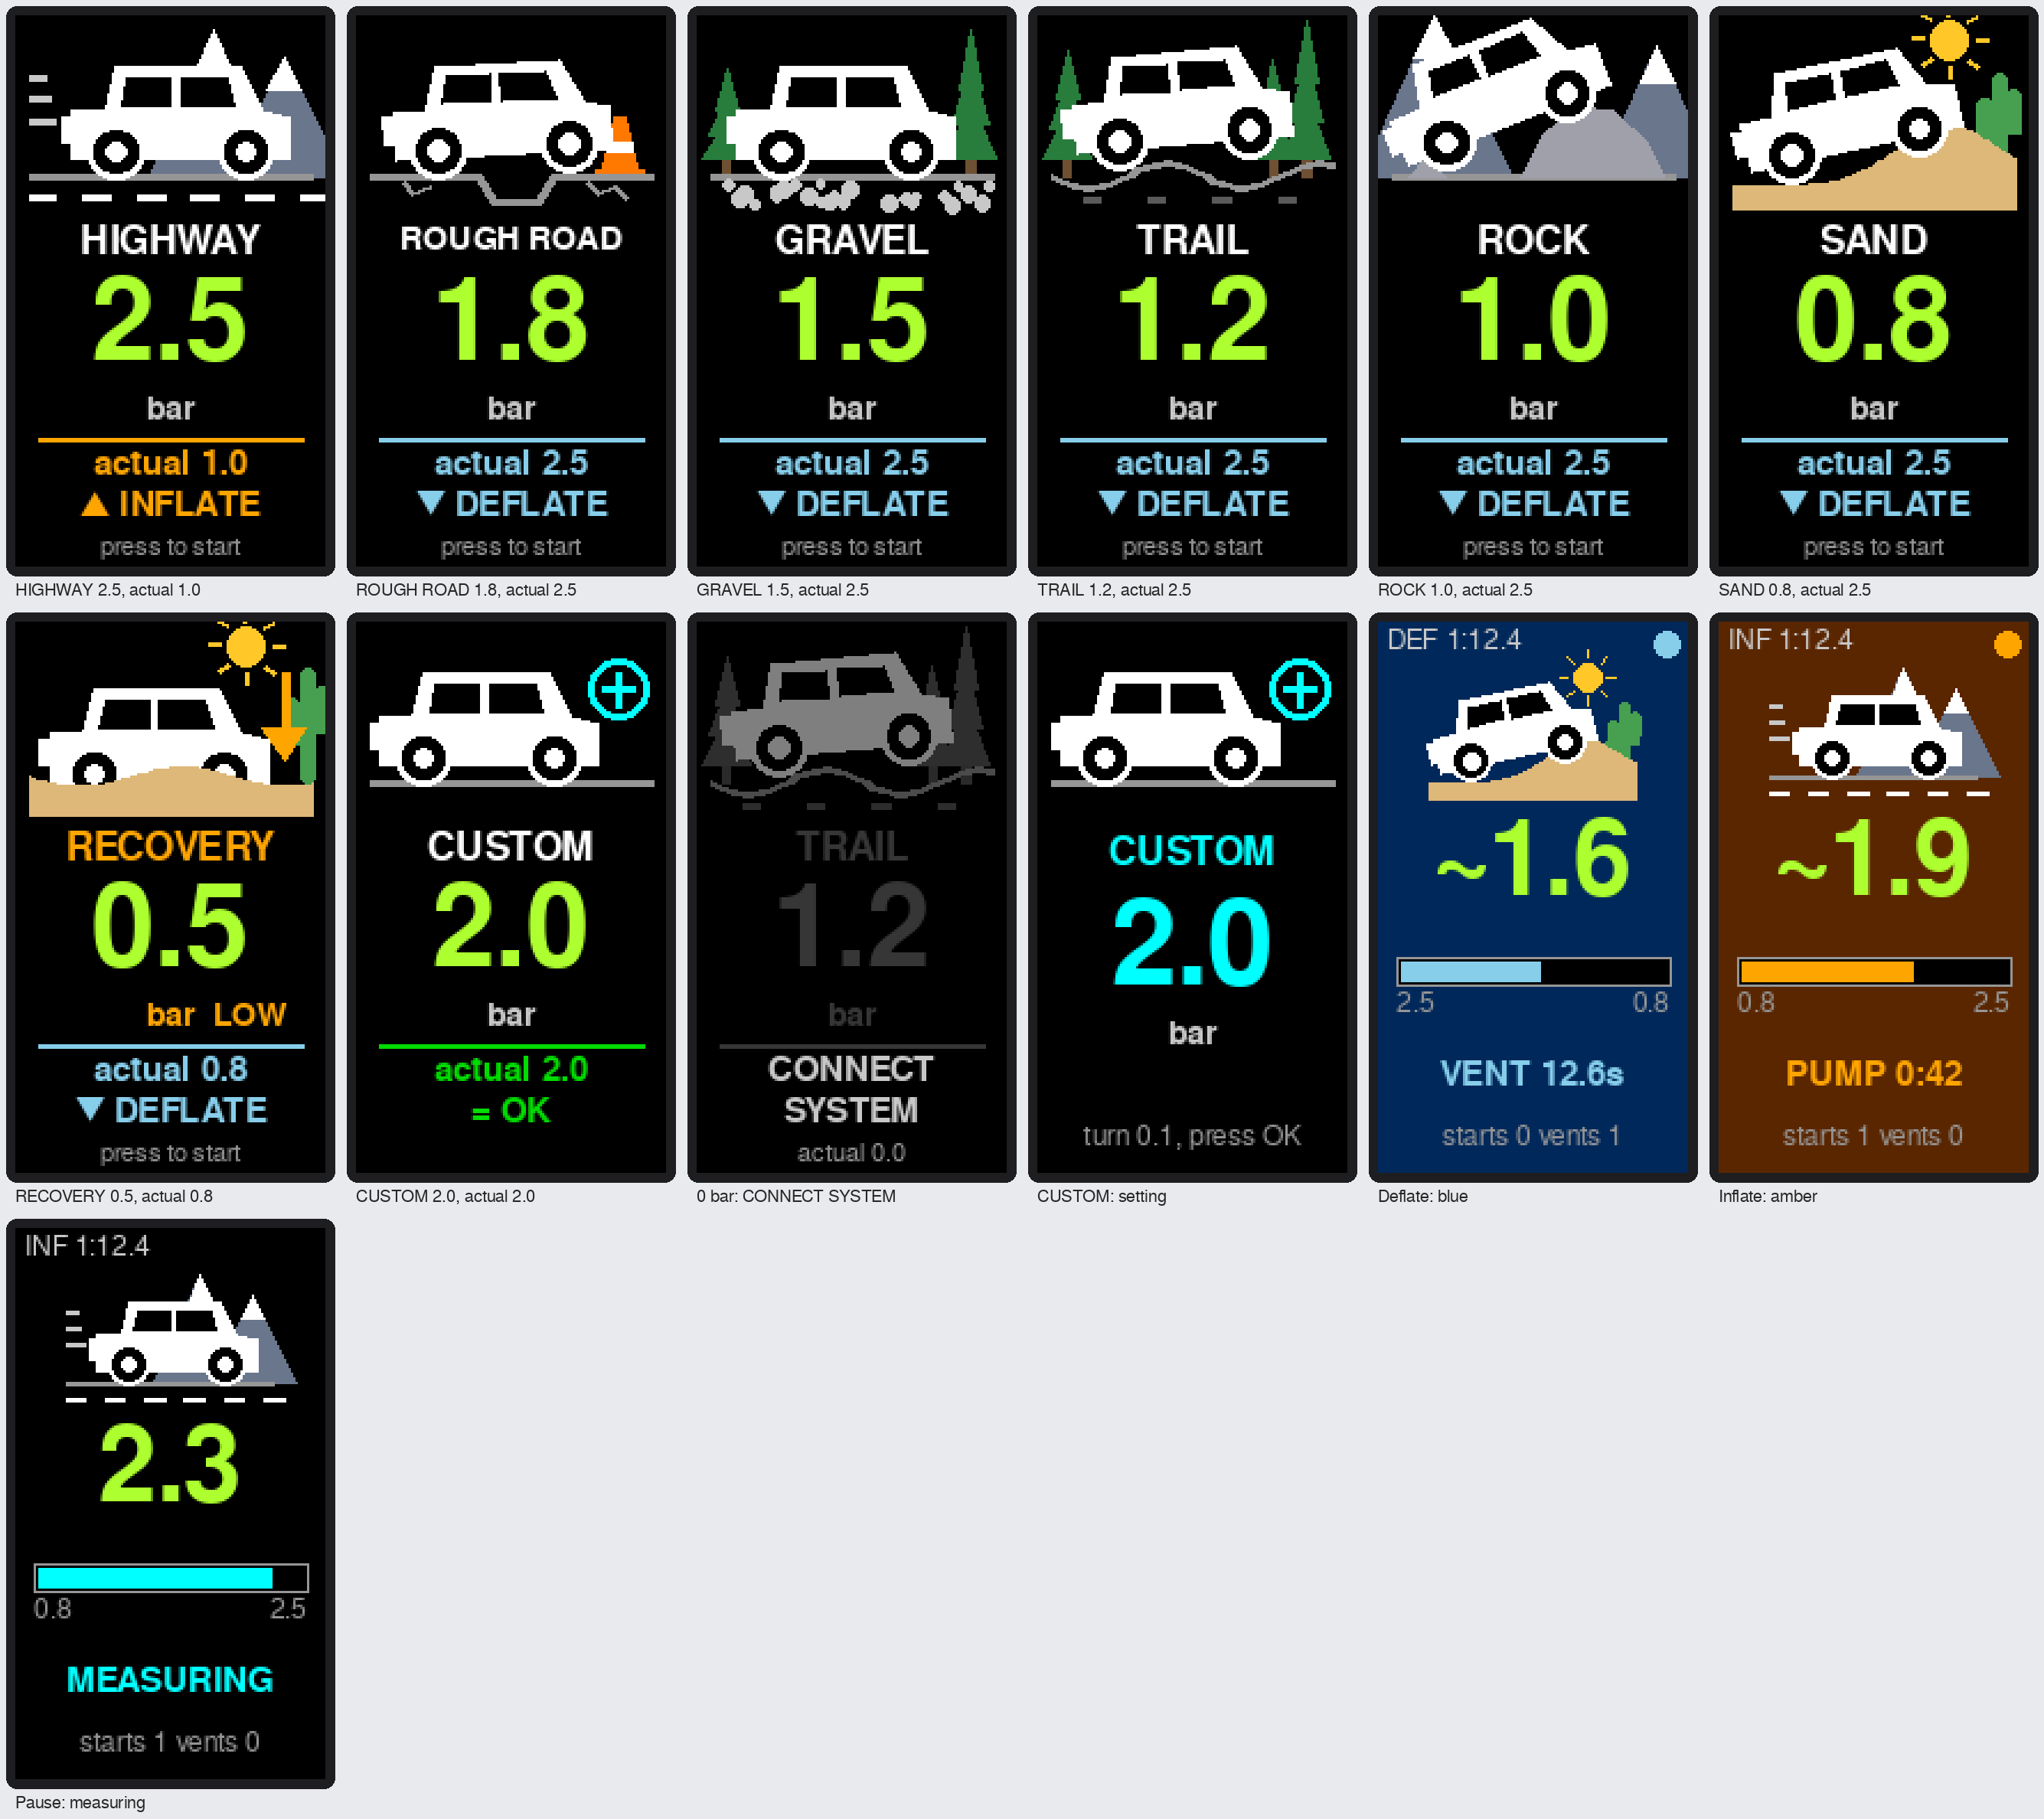 HIGHWAY
2.5
bar
actual 1.0
▲ INFLATE
press to start
HIGHWAY 2.5, actual 1.0
ROUGH ROAD
1.8
bar
actual 2.5
▼ DEFLATE
press to start
ROUGH ROAD 1.8, actual 2.5
GRAVEL
1.5
bar
actual 2.5
▼ DEFLATE
press to start
GRAVEL 1.5, actual 2.5
TRAIL
1.2
bar
actual 2.5
▼ DEFLATE
press to start
TRAIL 1.2, actual 2.5
ROCK
1.0
bar
actual 2.5
▼ DEFLATE
press to start
ROCK 1.0, actual 2.5
SAND
0.8
bar
actual 2.5
▼ DEFLATE
press to start
SAND 0.8, actual 2.5
RECOVERY
0.5
bar LOW
actual 0.8
▼ DEFLATE
press to start
RECOVERY 0.5, actual 0.8
CUSTOM
2.0
bar
actual 2.0
= OK
CUSTOM 2.0, actual 2.0
TRAIL
1.2
bar
CONNECT
SYSTEM
actual 0.0
0 bar: CONNECT SYSTEM
CUSTOM
2.0
bar
turn 0.1, press OK
CUSTOM: setting
DEF 1:12.4
~1.6
2.5 0.8
VENT 12.6s
starts 0 vents 1
Deflate: blue
INF 1:12.4
~1.9
0.8 2.5
PUMP 0:42
starts 1 vents 0
Inflate: amber
INF 1:12.4
2.3
0.8 2.5
MEASURING
starts 1 vents 0
Pause: measuring